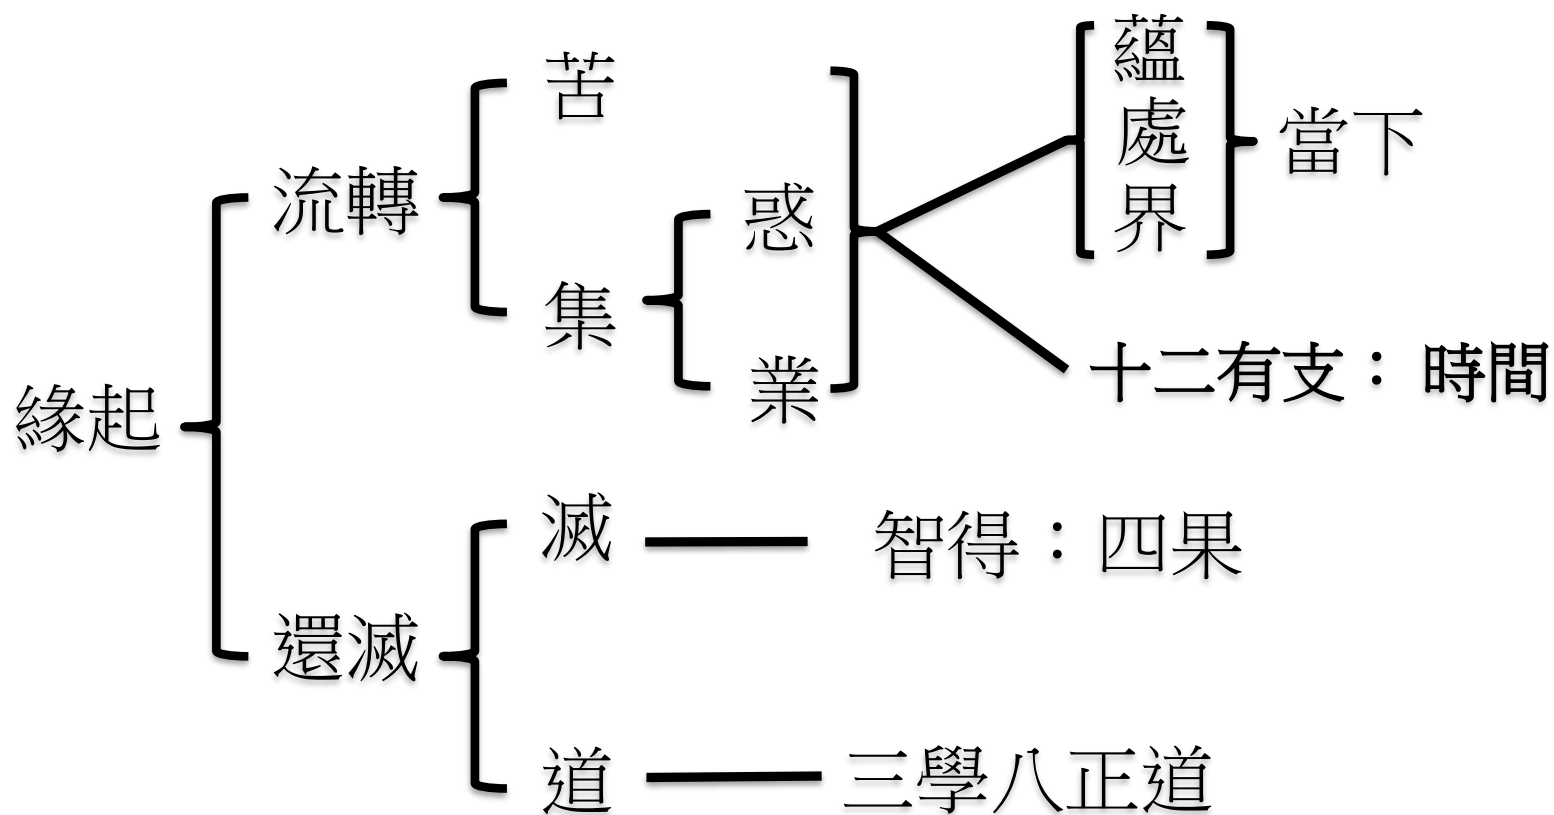 緣起
流轉
苦
集
惑
業
蘊
處
界
當下
十二有支：時間
還滅
滅
智得：四果
道
三學八正道